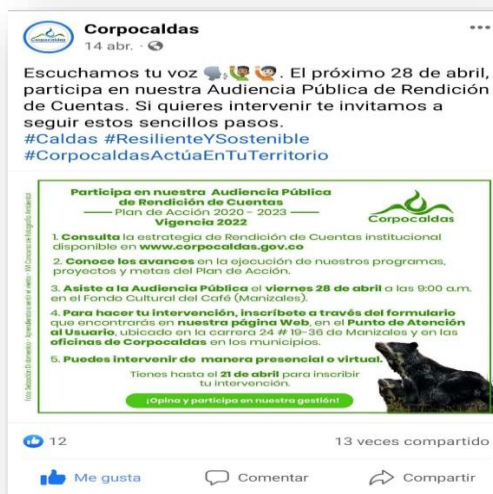 Corpocaldas
14 abr.
Escuchamos tu voz. El próximo 28 de abril,
participa en nuestra Audiencia Pública de Rendición
de Cuentas. Si quieres intervenir te invitamos a
seguir estos sencillos pasos.
#Caldas #ResilienteYSostenible
#CorpocaldasActúaEnTuTerritorio
Participa en nuestra Audiencia Pública
de Rendición de Cuentas
Plan de Acción 2020 - 2023
Vigencia 2022
Corpocaldas
1. Consulta la estrategia de Rendición de Cuentas institucional
disponible en www.corpocaldas.gov.co
2. Conoce los avances en la ejecución de nuestros programas,
proyectos y metas del Plan de Acción.
3. Asiste a la Audiencia Pública el viernes 28 de abril a las 9:00 a.m.
en el Fondo Cultural del Café (Manizales).
4. Para hacer tu intervención, inscríbete a través del formulario
que encontrarás en nuestra página Web, en el Punto de Atención
al Usuario, ubicado en la carrera 24 # 19-36 de Manizales y en las
oficinas de Corpocaldas en los municipios.
5. Puedes intervenir de manera presencial o virtual.
Tienes hasta el 21 de abril para inscribir
tu intervención.
¡Opina y participa en nuestra gestión!
12
13 veces compartido
Me gusta
Comentar
Compartir